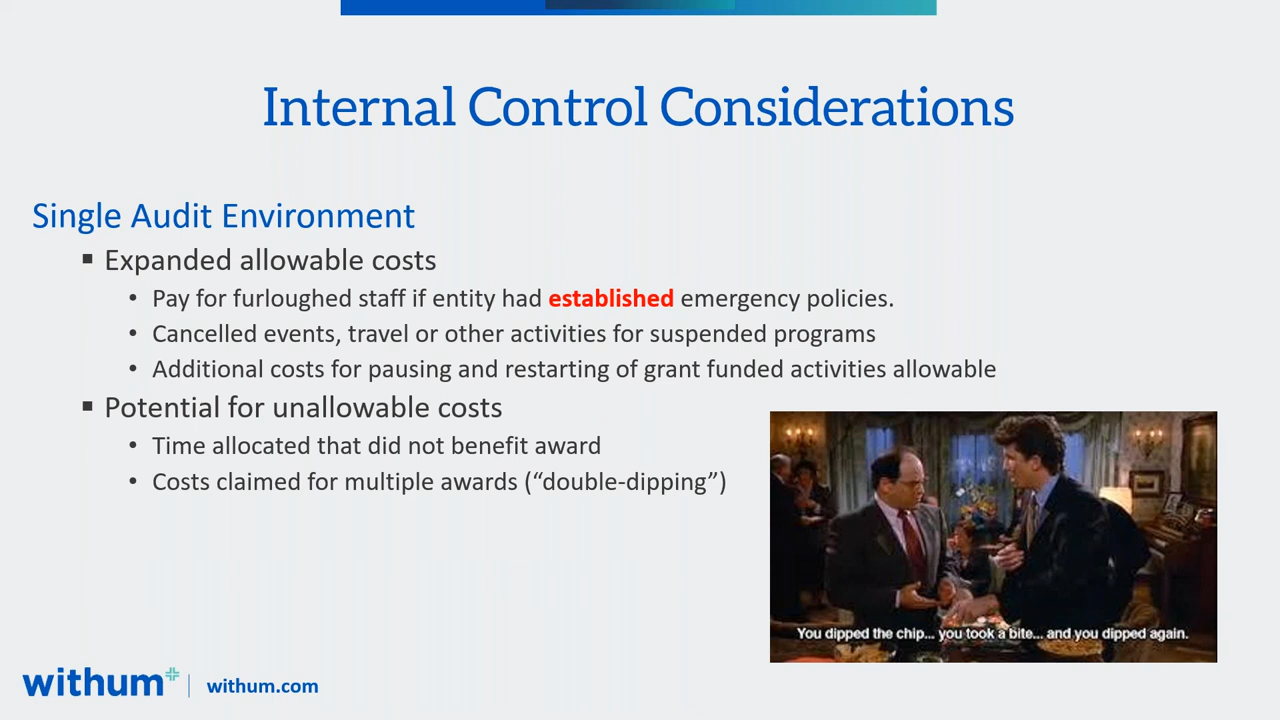 Internal Control Considerations
Single Audit Environment
▪ Expanded allowable costs
• Pay for furloughed staff if entity had established emergency policies.
• Cancelled events, travel or other activities for suspended programs
• Additional costs for pausing and restarting of grant funded activities allowable
▪ Potential for unallowable costs
• Time allocated that did not benefit award
• Costs claimed for multiple awards (“double-dipping”)
You dipped the chip... you took a bite... and you dipped again.
withum+ | withum.com